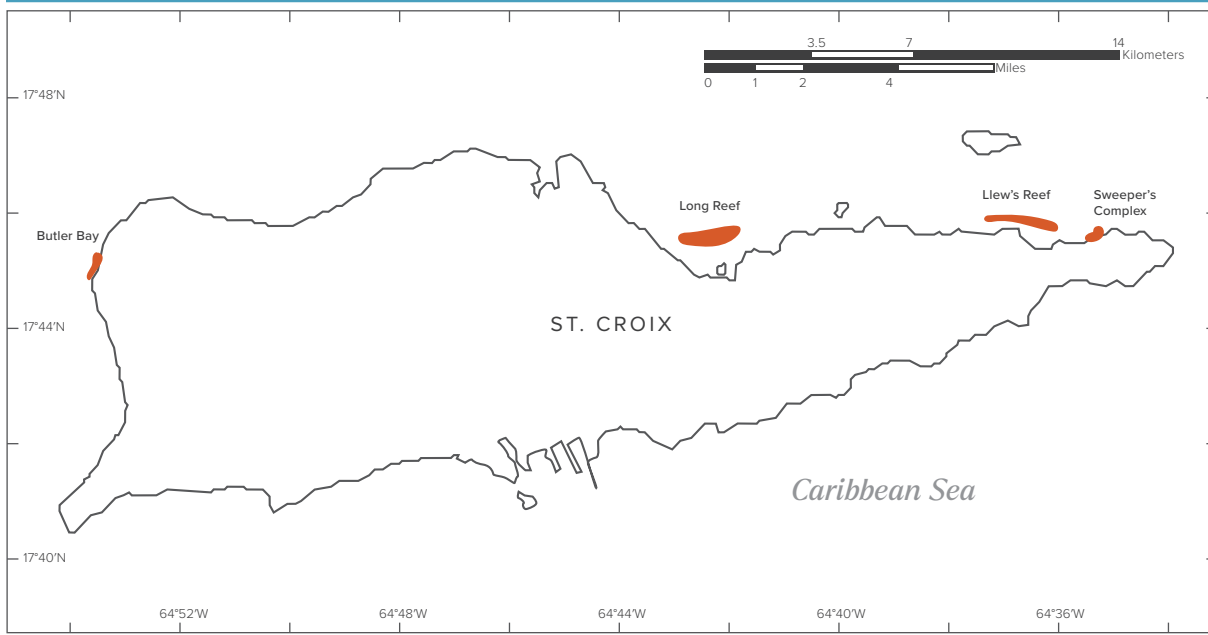 3.5 7 14
Kilometers
Miles
0 1 2 4
17°48'N
Llew's Reef
Sweeper's
Complex
Long Reef
Butler Bay
17°44'N
ST. CROIX
Caribbean Sea
17°40'N
64°52'W 64°48'W 64°44'W 64°40'W 64°36'W